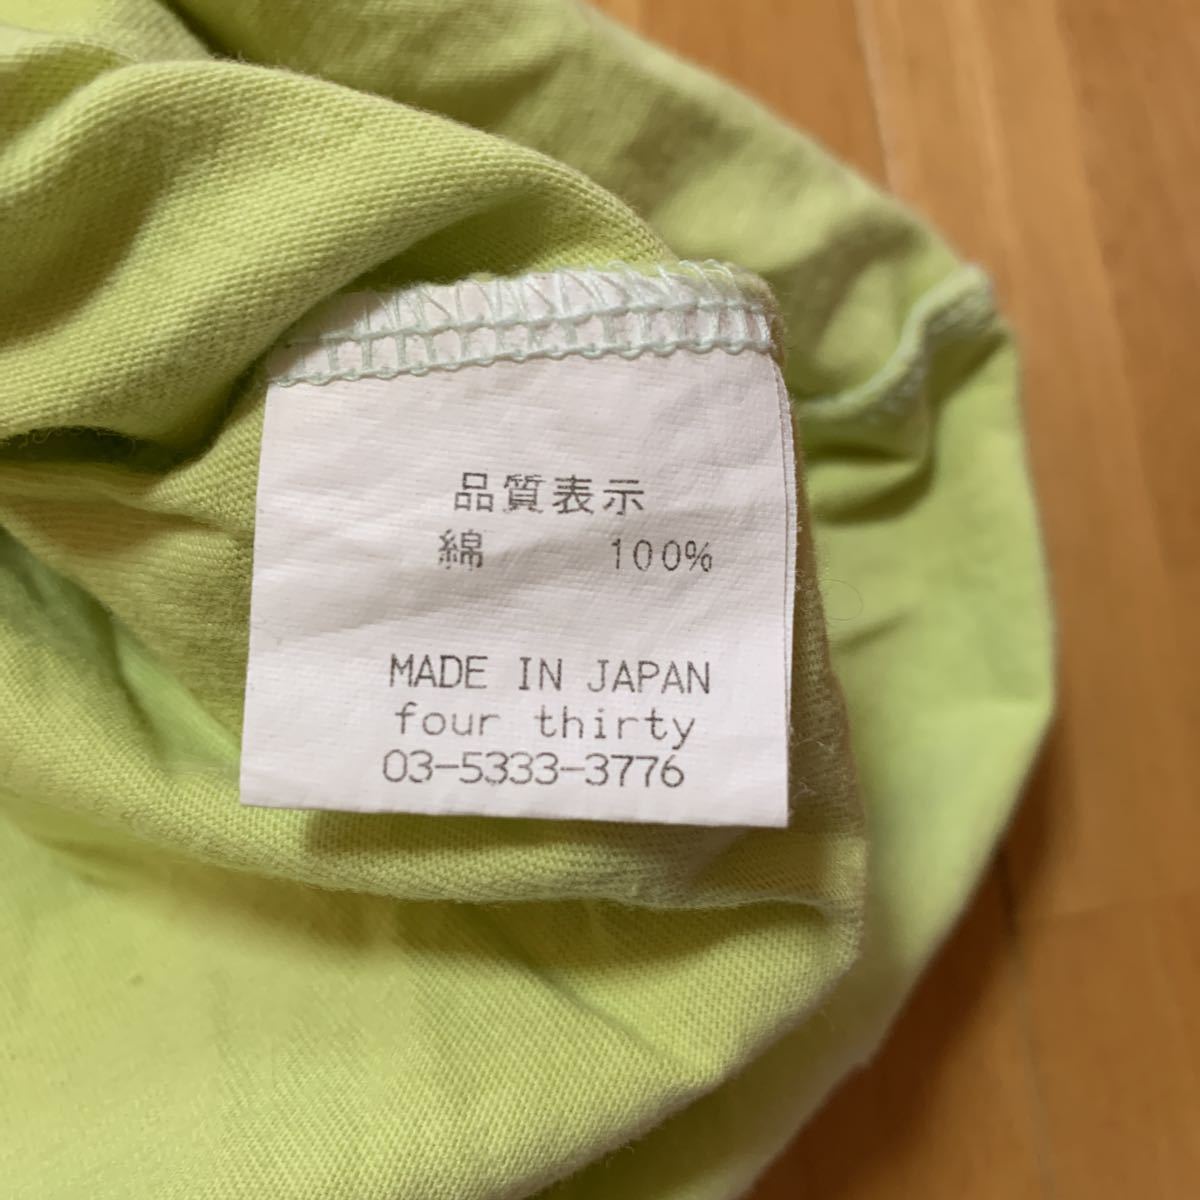 品質表示
綿 100%
MADE IN JAPAN
four thirty
03-5333-3776